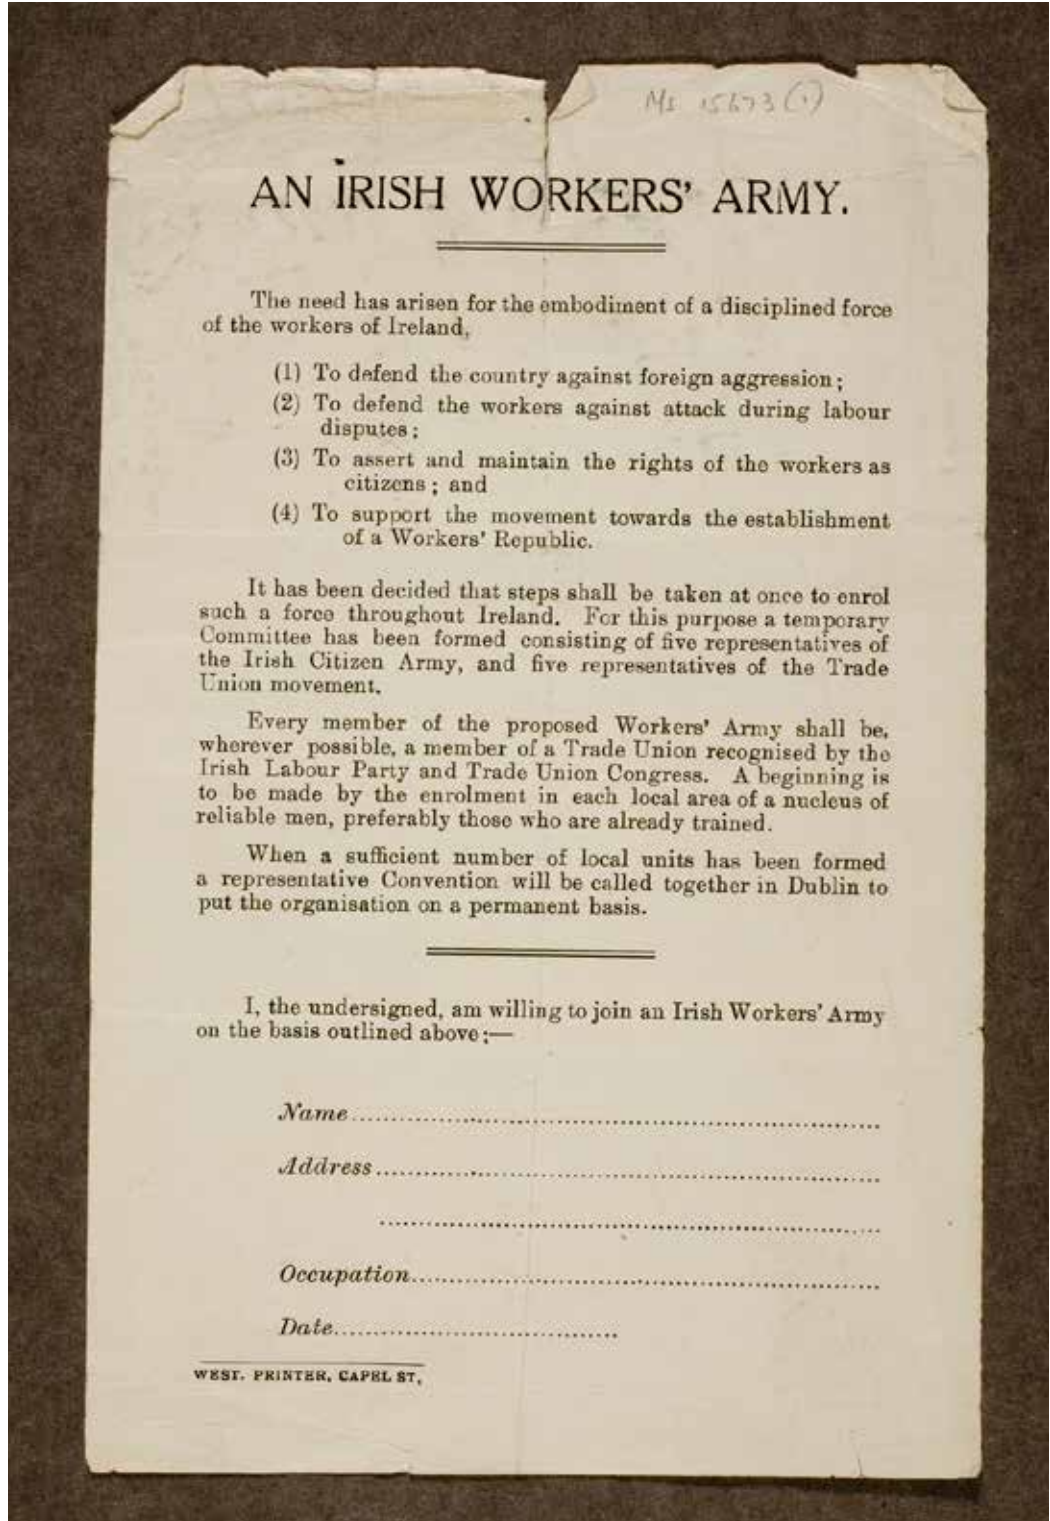 Ms 15673(1)
AN IRISH WORKERS' ARMY.
The need has arisen for the embodiment of a disciplined force
of the workers of Ireland,
(1) To defend the country against foreign aggression;
(2) To defend the workers against attack during labour
disputes;
(3) To assert and maintain the rights of the workers as
citizens; and
(4) To support the movement towards the establishment
of a Workers' Republic.
It has been decided that steps shall be taken at once to enrol
such a force throughout Ireland. For this purpose a temporary
Committee has been formed consisting of five representatives of
the Irish Citizen Army, and five representatives of the Trade
Union movement.
Every member of the proposed Workers' Army shall be,
wherever possible, a member of a Trade Union recognised by the
Irish Labour Party and Trade Union Congress. A beginning is
to be made by the enrolment in each local area of a nucleus of
reliable men, preferably those who are already trained.
When a sufficient number of local units has been formed
a representative Convention will be called together in Dublin to
put the organisation on a permanent basis.
I, the undersigned, am willing to join an Irish Workers' Army
on the basis outlined above:—
Name
Address
Occupation
Date
WEST. PRINTER, CAPEL ST,